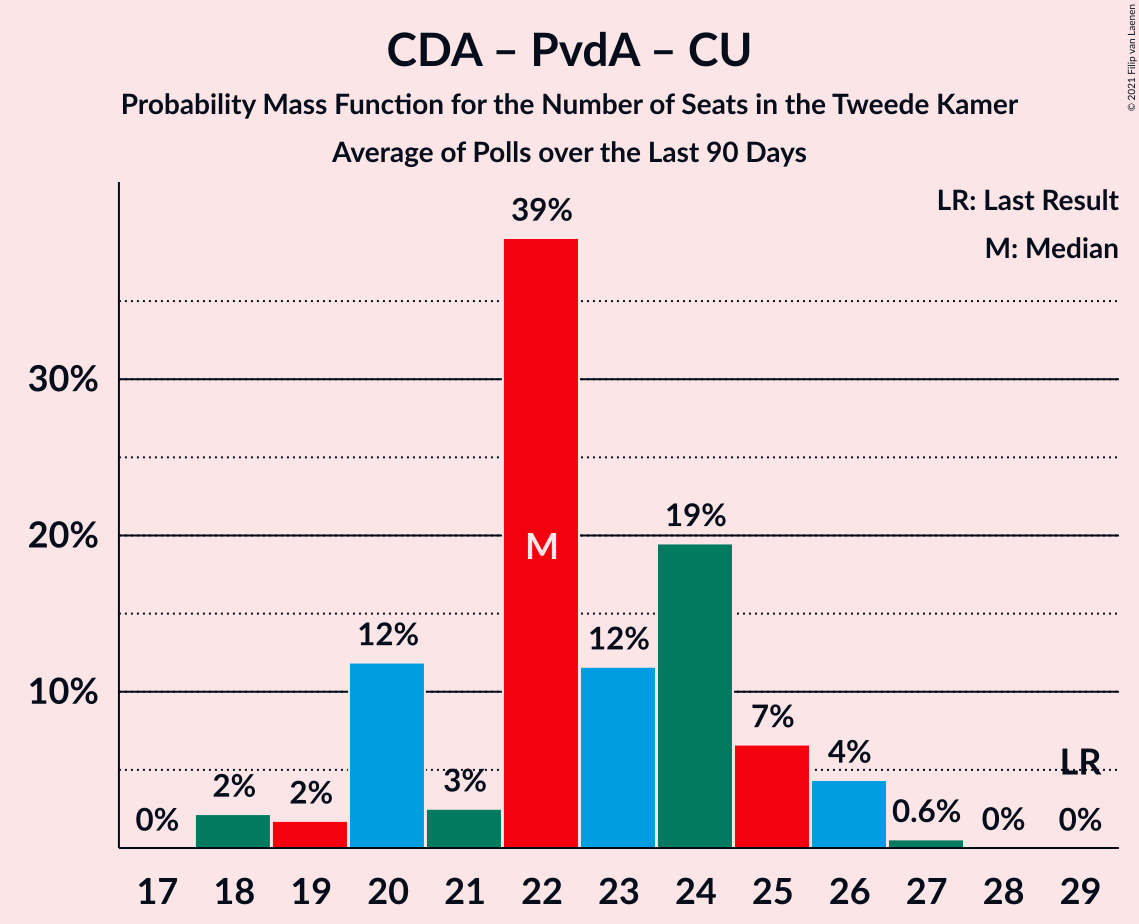 CDA – PvdA – CU
Probability Mass Function for the Number of Seats in the Tweede Kamer
Average of Polls over the Last 90 Days
© 2021 Filip van Laenen
LR: Last Result
M: Median
39%
30%
20%
M
19%
12%
12%
10%
7%
4%
LR
3%
2%
2%
0.6%
0%
0%
0%
17 18 19 20 21 22 23 24 25 26 27 28 29